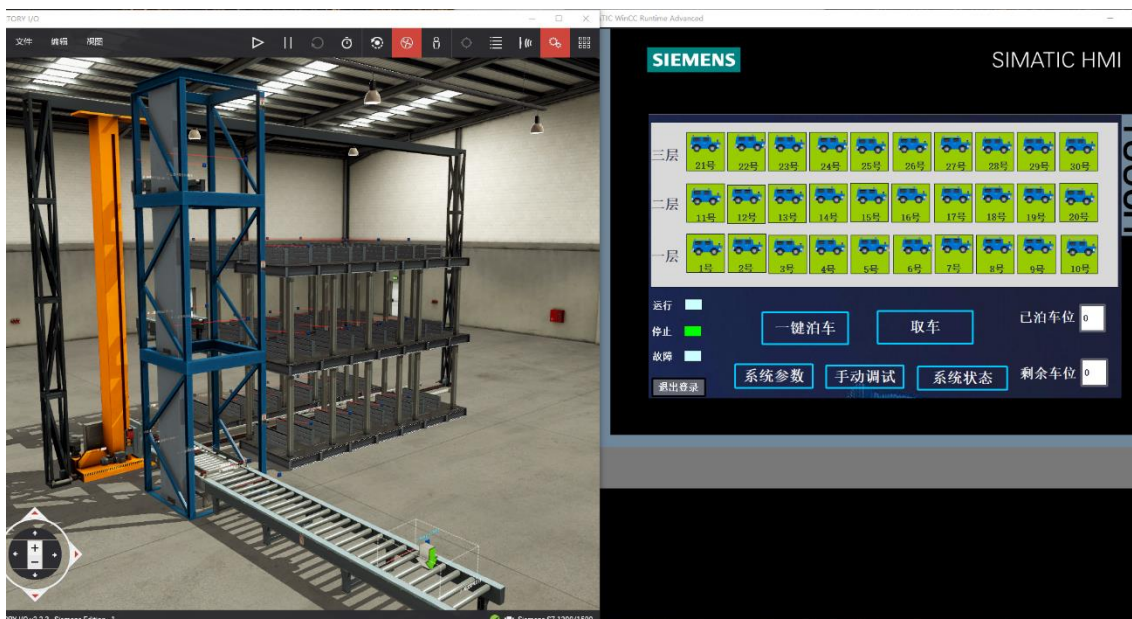 TORY I/O
文件 编辑 视图
TIC WinCC Runtime Advanced
SIEMENS
SIMATIC HMI
三层
21号 22号 23号 24号 25号 26号 27号 28号 29号 30号
二层
11号 12号 13号 14号 15号 16号 17号 18号 19号 20号
一层
1号 2号 3号 4号 5号 6号 7号 8号 9号 10号
运行
停止
故障
退出登录
一键泊车
取车
已泊车位 0
系统参数
手动调试
系统状态
剩余车位 0